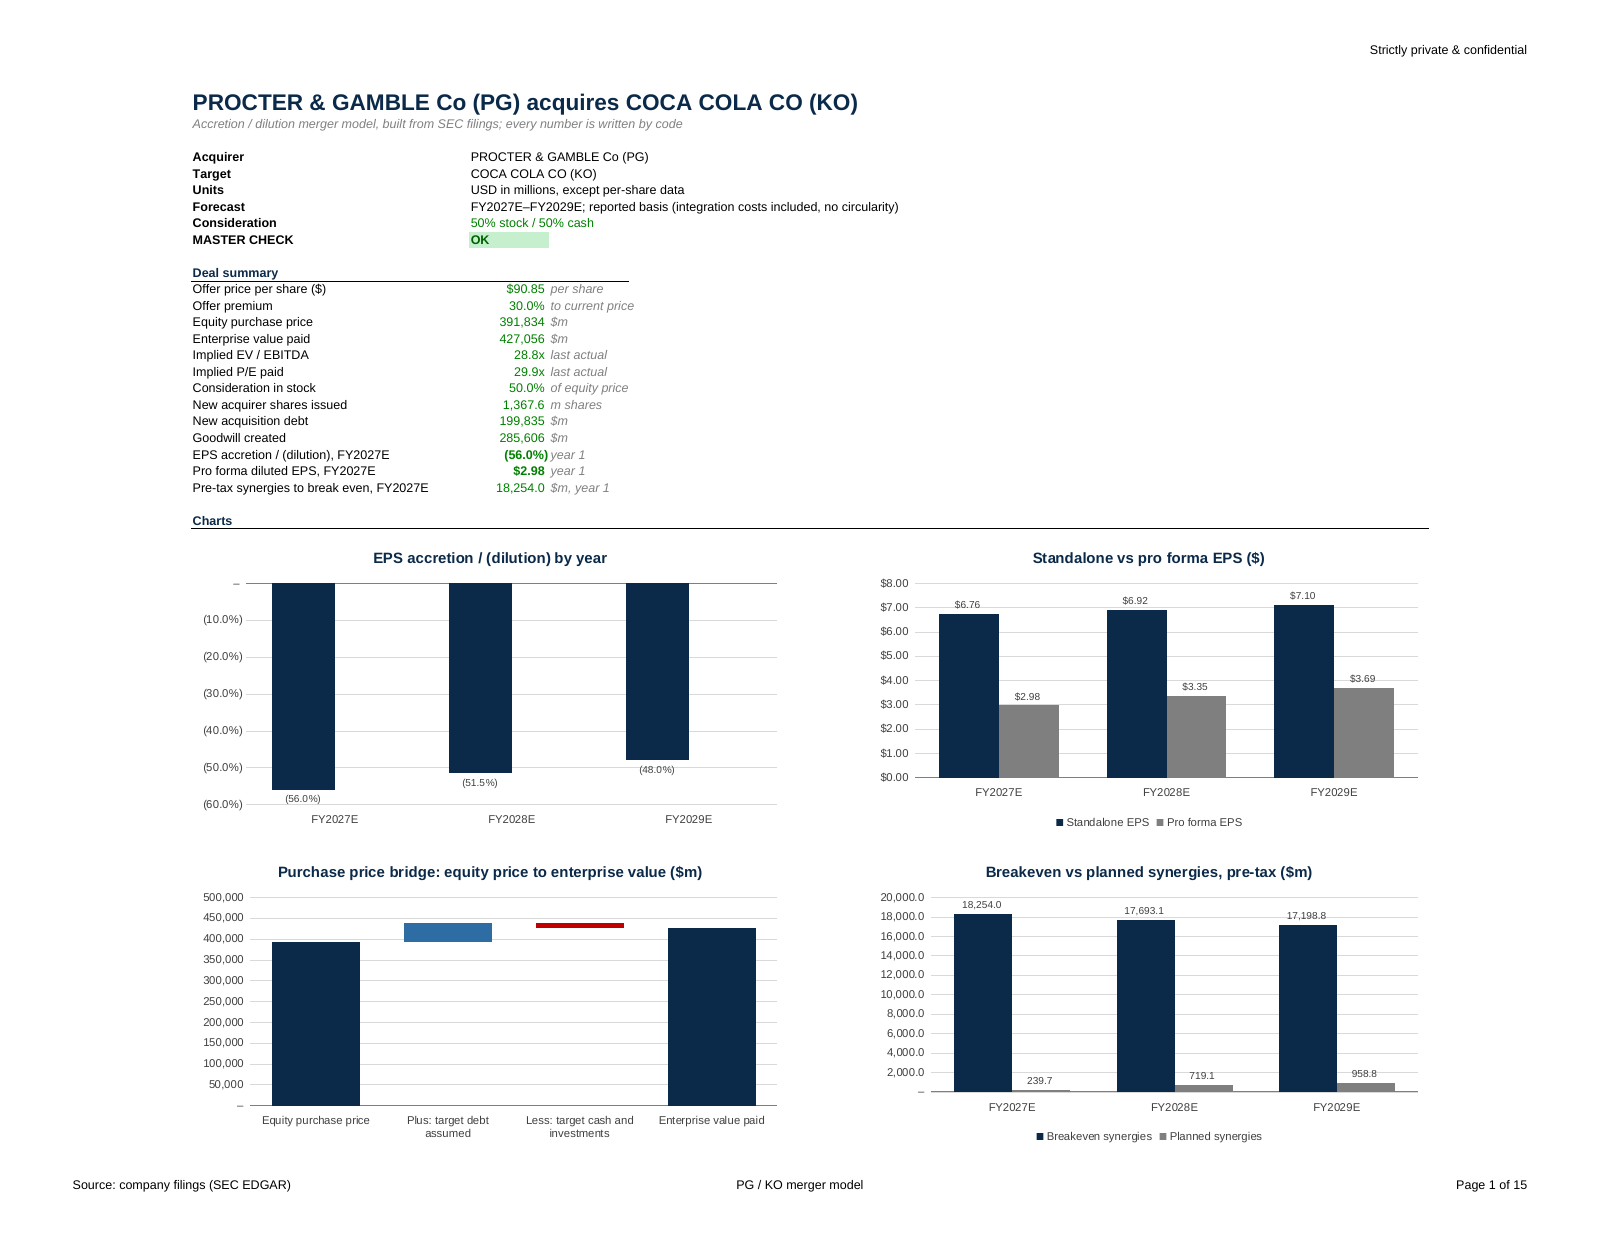 Strictly private & confidential
PROCTER & GAMBLE Co (PG) acquires COCA COLA CO (KO)
Accretion / dilution merger model, built from SEC filings; every number is written by code
Acquirer PROCTER & GAMBLE Co (PG)
Target COCA COLA CO (KO)
Units USD in millions, except per-share data
Forecast FY2027E–FY2029E; reported basis (integration costs included, no circularity)
Consideration 50% stock / 50% cash
MASTER CHECK OK
Deal summary
Offer price per share ($) $90.85 per share
Offer premium 30.0% to current price
Equity purchase price 391,834 $m
Enterprise value paid 427,056 $m
Implied EV / EBITDA 28.8x last actual
Implied P/E paid 29.9x last actual
Consideration in stock 50.0% of equity price
New acquirer shares issued 1,367.6 m shares
New acquisition debt 199,835 $m
Goodwill created 285,606 $m
EPS accretion / (dilution), FY2027E (56.0%) year 1
Pro forma diluted EPS, FY2027E $2.98 year 1
Pre-tax synergies to break even, FY2027E 18,254.0 $m, year 1
Charts
EPS accretion / (dilution) by year
–
(10.0%)
(20.0%)
(30.0%)
(40.0%)
(50.0%)
(60.0%)
(56.0%)
(51.5%)
(48.0%)
FY2027E FY2028E FY2029E
Standalone vs pro forma EPS ($)
$8.00
$7.00
$6.00
$5.00
$4.00
$3.00
$2.00
$1.00
$0.00
$6.76 $2.98
$6.92 $3.35
$7.10 $3.69
FY2027E FY2028E FY2029E
Standalone EPS Pro forma EPS
Purchase price bridge: equity price to enterprise value ($m)
500,000
450,000
400,000
350,000
300,000
250,000
200,000
150,000
100,000
50,000
–
Equity purchase price
Plus: target debt
assumed
Less: target cash and
investments
Enterprise value paid
Breakeven vs planned synergies, pre-tax ($m)
20,000.0
18,000.0
16,000.0
14,000.0
12,000.0
10,000.0
8,000.0
6,000.0
4,000.0
2,000.0
–
18,254.0 239.7
17,693.1 719.1
17,198.8 958.8
FY2027E FY2028E FY2029E
Breakeven synergies Planned synergies
Source: company filings (SEC EDGAR) PG / KO merger model Page 1 of 15